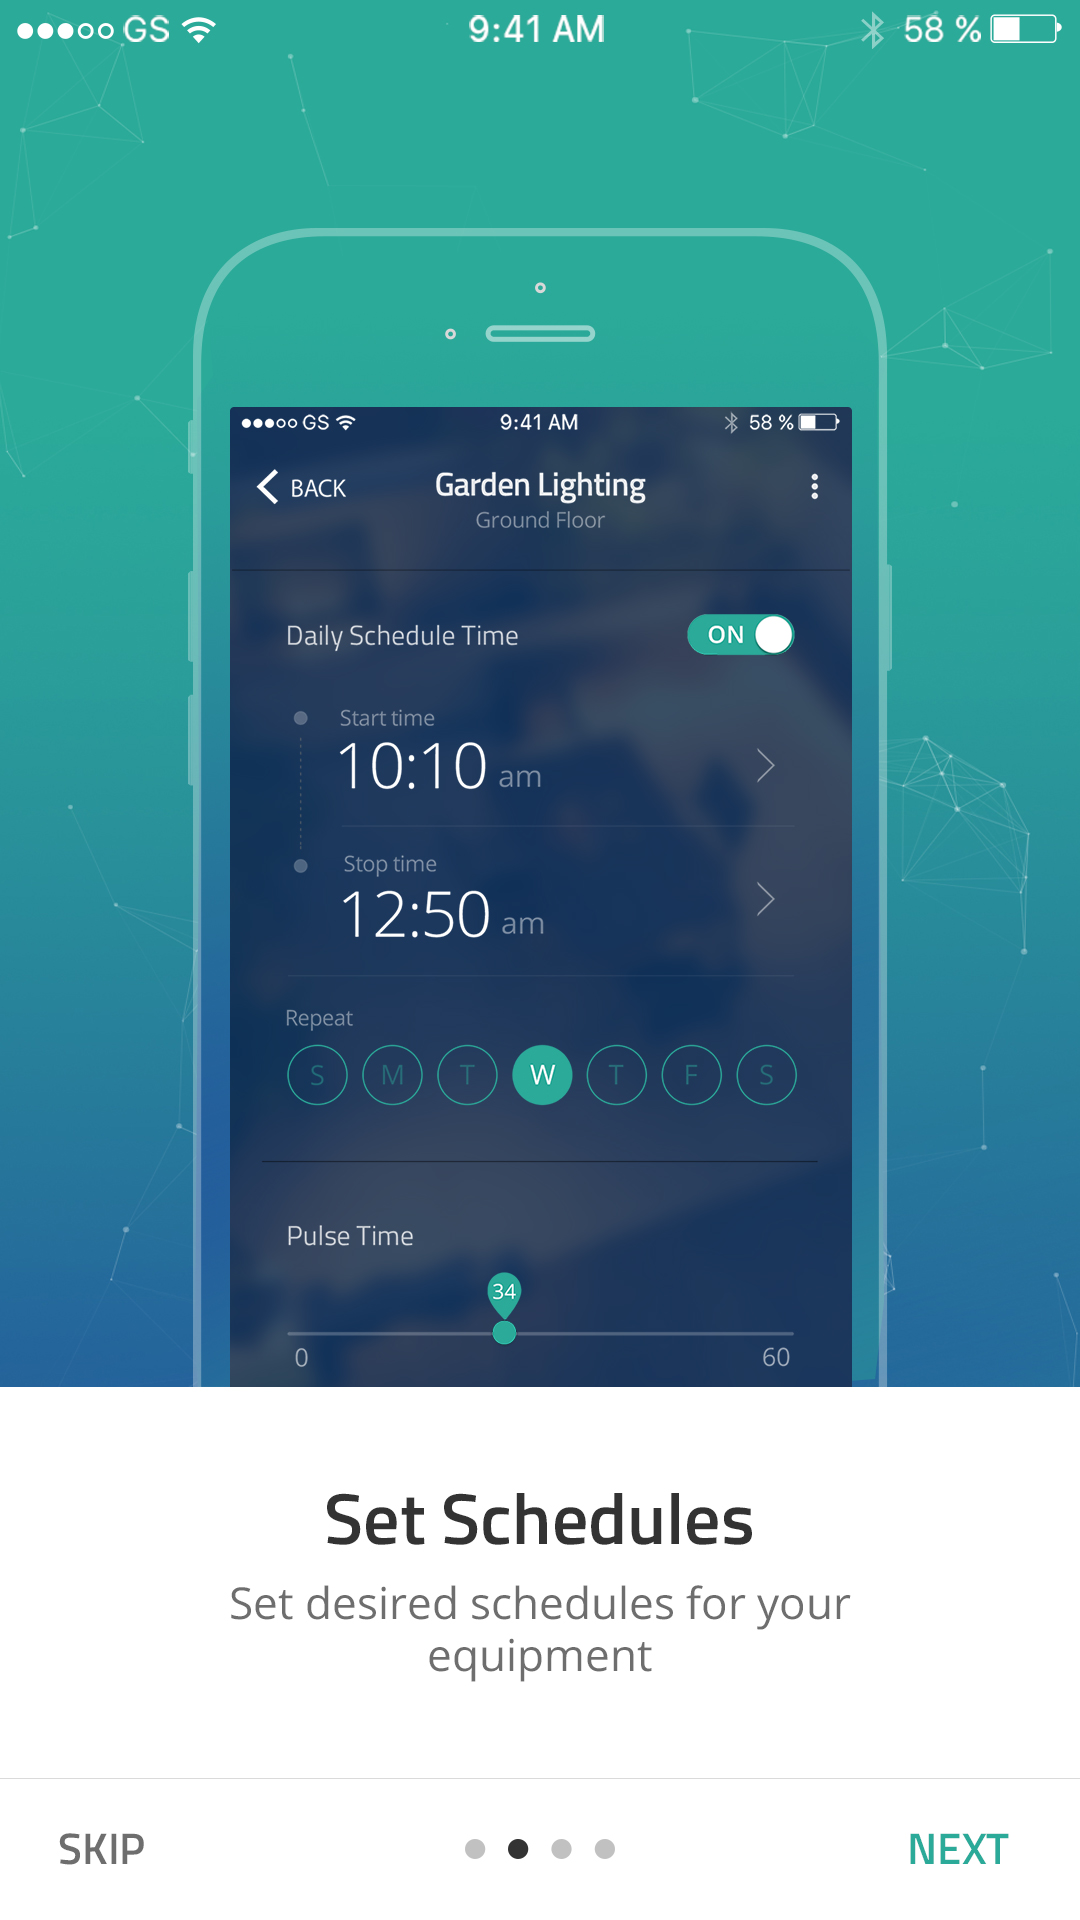 GS 9:41 AM 58 %
GS 9:41 AM 58 %
BACK Garden Lighting
Ground Floor
Daily Schedule Time ON
Start time
10:10 am
Stop time
12:50 am
Repeat
S M T W T F S
Pulse Time
34
0 60
Set Schedules
Set desired schedules for your
equipment
SKIP NEXT